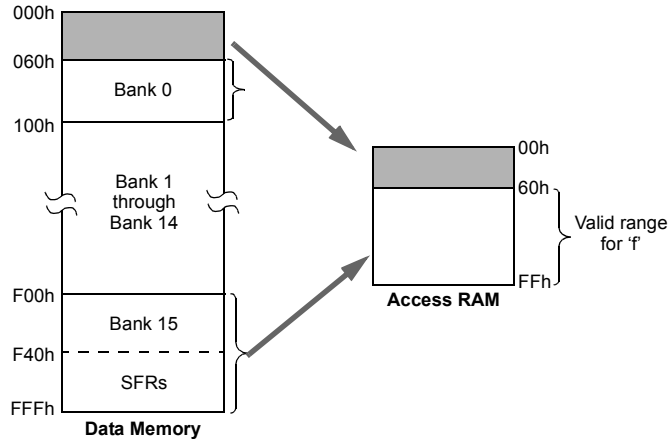 000h
060h
Bank 0
100h
Bank 1
through
Bank 14
F00h
Bank 15
F40h
SFRs
FFFh
Data Memory
00h
60h
Valid range
for ‘f’
FFh
Access RAM